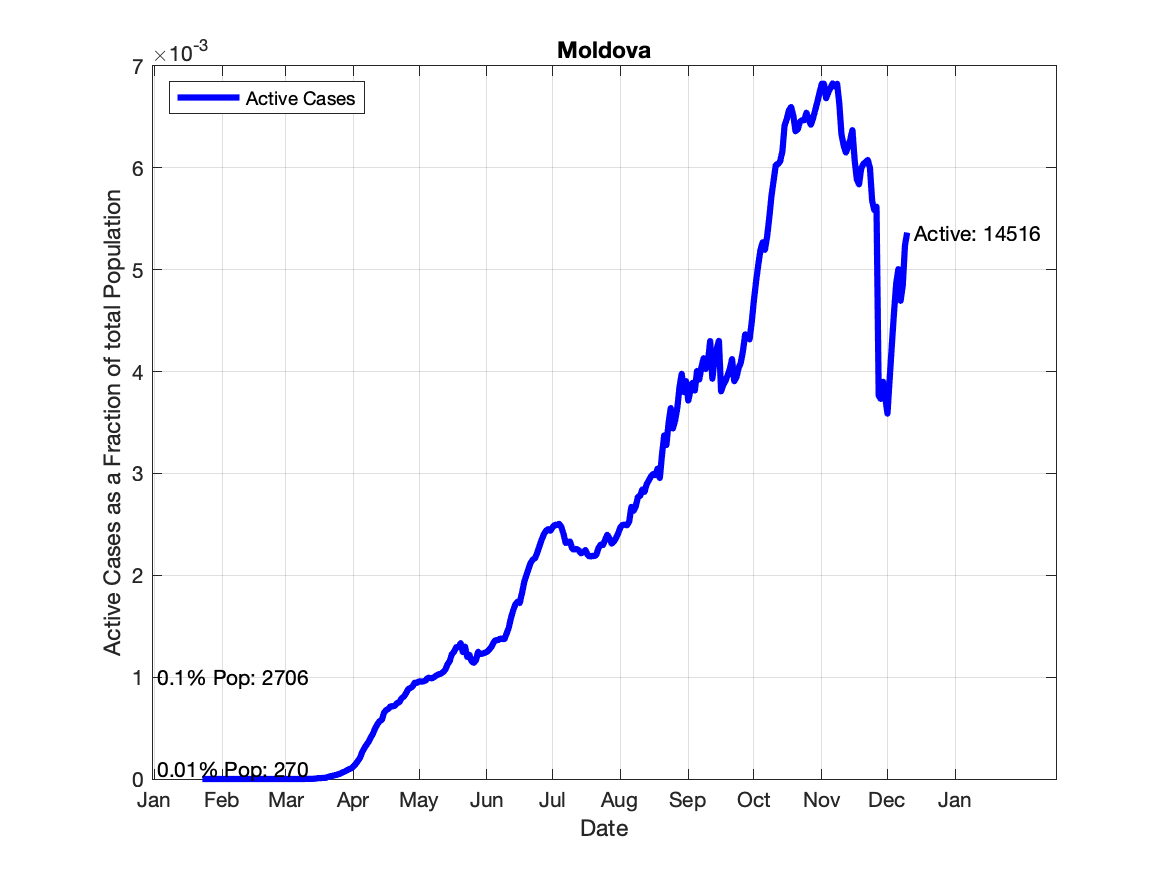 Moldova
×10-3
Active Cases
7
6
5
4
3
2
1
0
Active Cases as a Fraction of total Population
Active: 14516
0.1% Pop: 2706
0.01% Pop: 270
Jan Feb Mar Apr May Jun Jul Aug Sep Oct Nov Dec Jan
Date